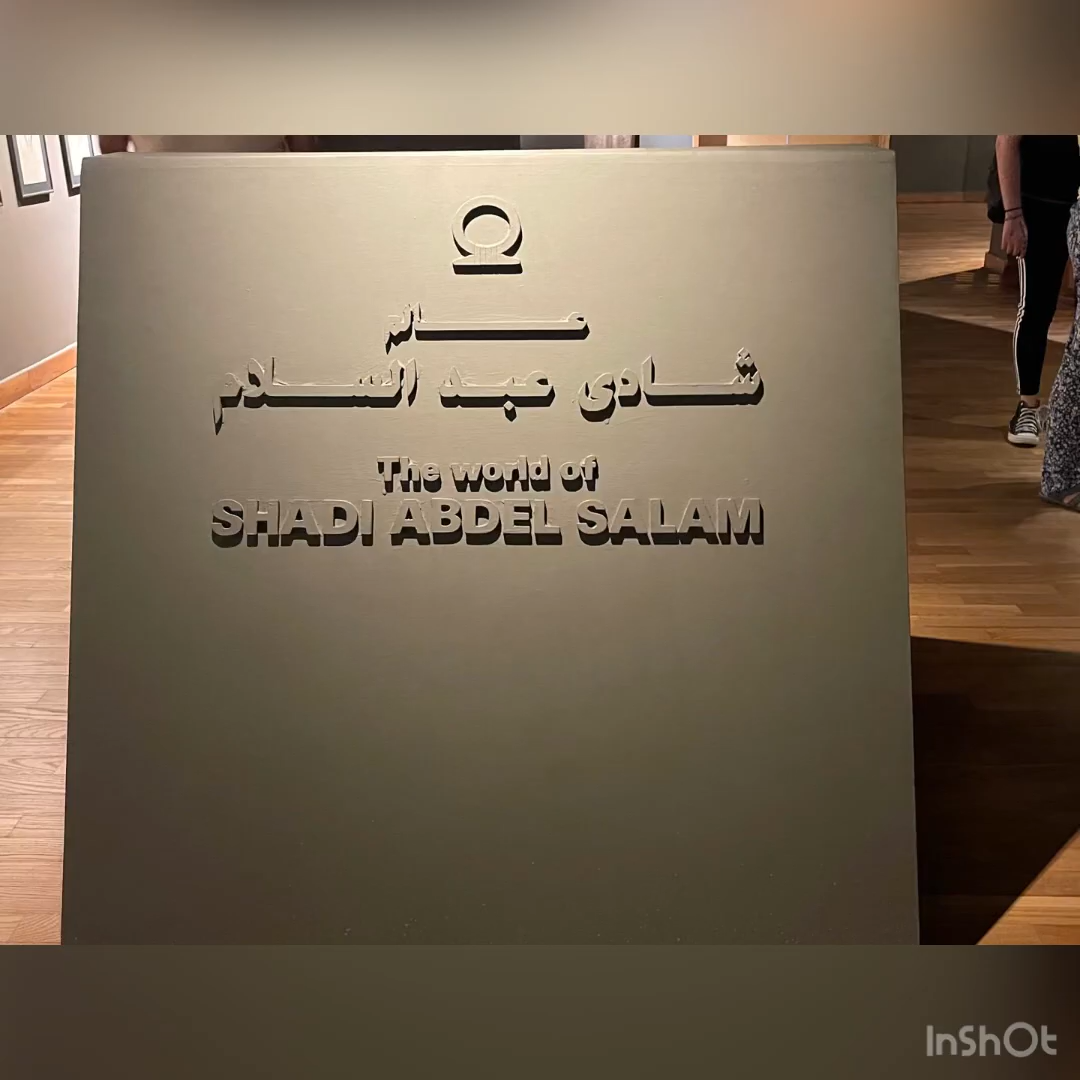 عالم
شادى عبد السلام
The world of
SHADI ABDEL SALAM
InShOt